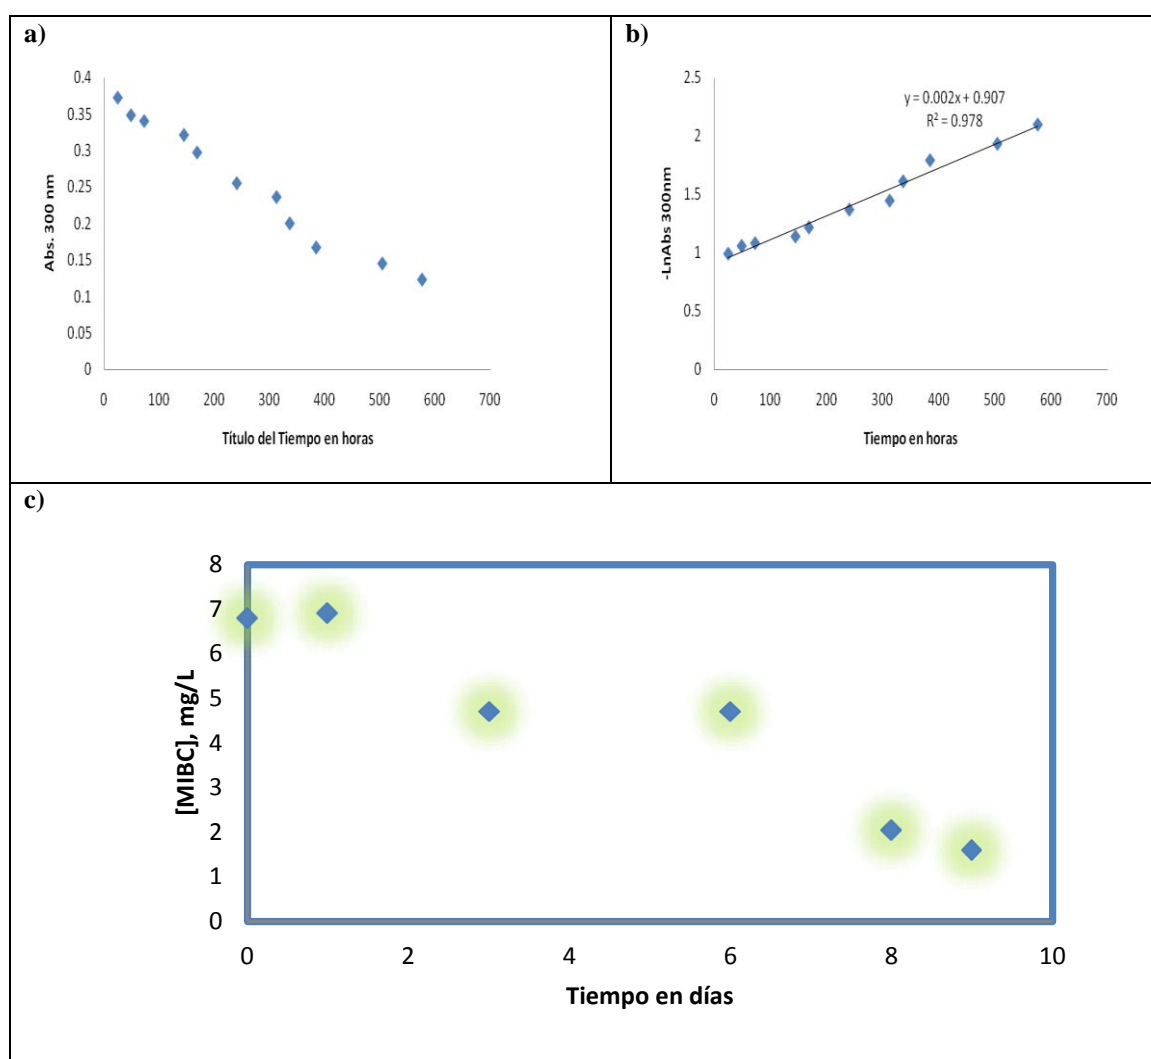 a)
0.4
0.35
0.3
0.25
0.2
0.15
0.1
0.05
0
Abs. 300 nm
0 100 200 300 400 500 600 700
Título del Tiempo en horas
b)
2.5
2
1.5
1
0.5
0
-LnAbs 300nm
y = 0.002x + 0.907
R² = 0.978
0 100 200 300 400 500 600 700
Tiempo en horas
c)
8
7
6
5
4
3
2
1
0
[MIBC], mg/L
0 2 4 6 8 10
Tiempo en días